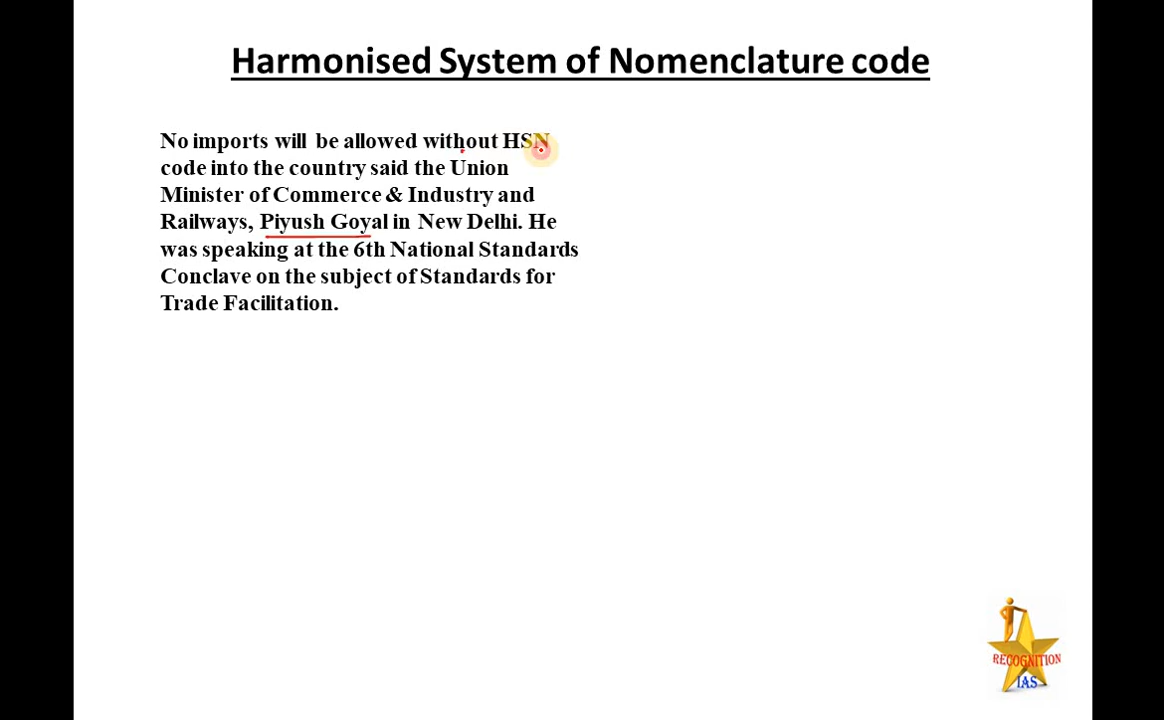 Harmonised System of Nomenclature code
No imports will be allowed without HSN
code into the country said the Union
Minister of Commerce & Industry and
Railways, Piyush Goyal in New Delhi. He
was speaking at the 6th National Standards
Conclave on the subject of Standards for
Trade Facilitation.
RECOGNITION
IAS